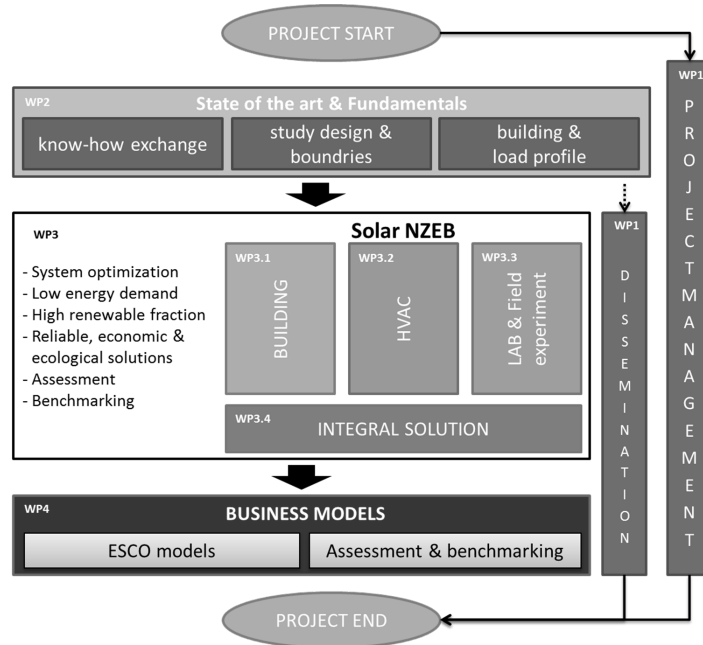 PROJECT START
WP1
PROJECTMANAGEMENT
WP2
State of the art & Fundamentals
know-how exchange
study design &
boundries
building &
load profile
WP3
Solar NZEB
- System optimization
- Low energy demand
- High renewable fraction
- Reliable, economic &
ecological solutions
- Assessment
- Benchmarking
WP3.1
BUILDING
WP3.2
HVAC
WP3.3
LAB & Field
experiment
WP3.4
INTEGRAL SOLUTION
WP1
DISSEMINATION
WP4
BUSINESS MODELS
ESCO models
Assessment & benchmarking
PROJECT END